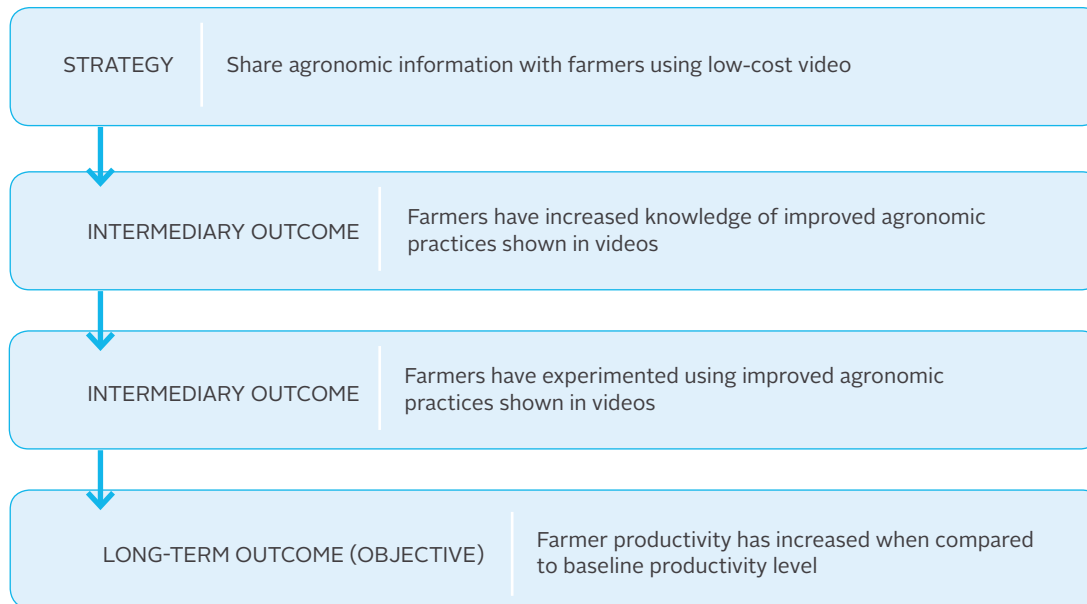 STRATEGY
Share agronomic information with farmers using low-cost video
INTERMEDIARY OUTCOME
Farmers have increased knowledge of improved agronomic
practices shown in videos
INTERMEDIARY OUTCOME
Farmers have experimented using improved agronomic
practices shown in videos
LONG-TERM OUTCOME (OBJECTIVE)
Farmer productivity has increased when compared
to baseline productivity level